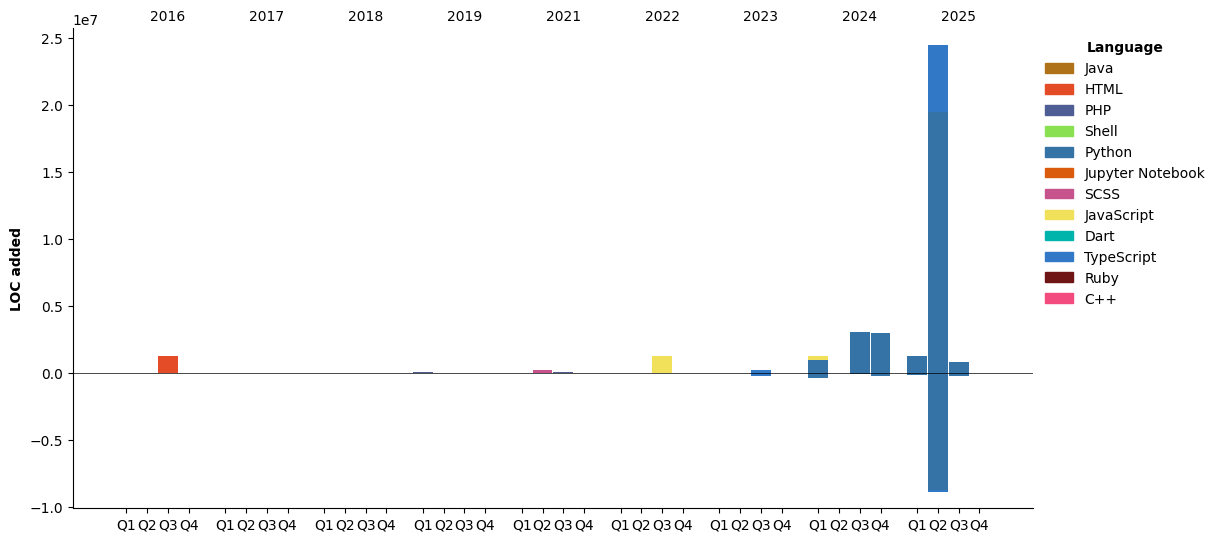 1e7
2016 2017 2018 2019 2021 2022 2023 2024 2025
2.5
2.0
1.5
1.0
0.5
0.0
−0.5
−1.0
LOC added
Q1 Q2 Q3 Q4 Q1 Q2 Q3 Q4 Q1 Q2 Q3 Q4 Q1 Q2 Q3 Q4 Q1 Q2 Q3 Q4 Q1 Q2 Q3 Q4 Q1 Q2 Q3 Q4 Q1 Q2 Q3 Q4 Q1 Q2 Q3 Q4
Language
Java
HTML
PHP
Shell
Python
Jupyter Notebook
SCSS
JavaScript
Dart
TypeScript
Ruby
C++